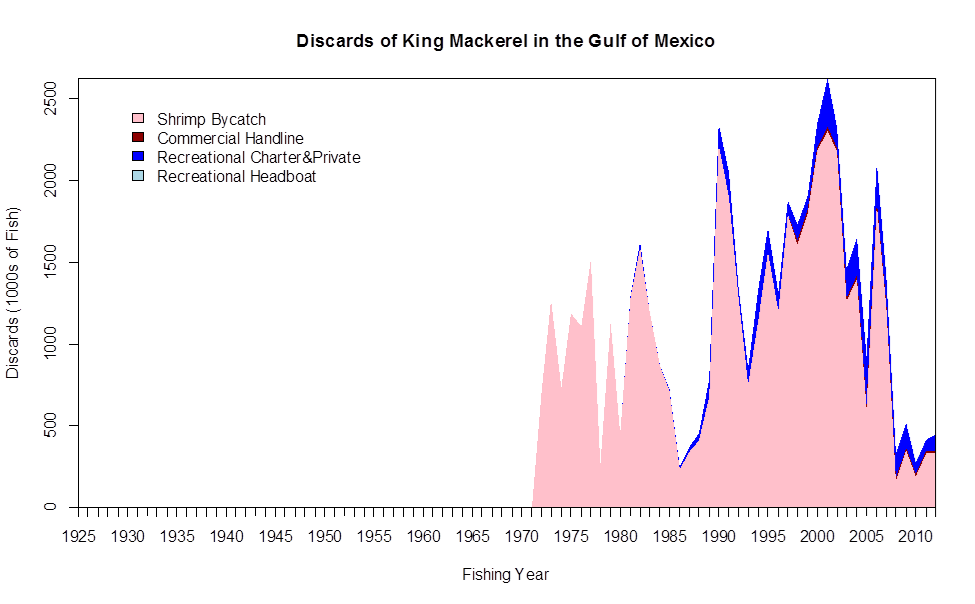 Discards of King Mackerel in the Gulf of Mexico
Shrimp Bycatch
Commercial Handline
Recreational Charter&Private
Recreational Headboat
Discards (1000s of Fish)
2500
2000
1500
1000
500
0
1925 1930 1935 1940 1945 1950 1955 1960 1965 1970 1975 1980 1985 1990 1995 2000 2005 2010
Fishing Year